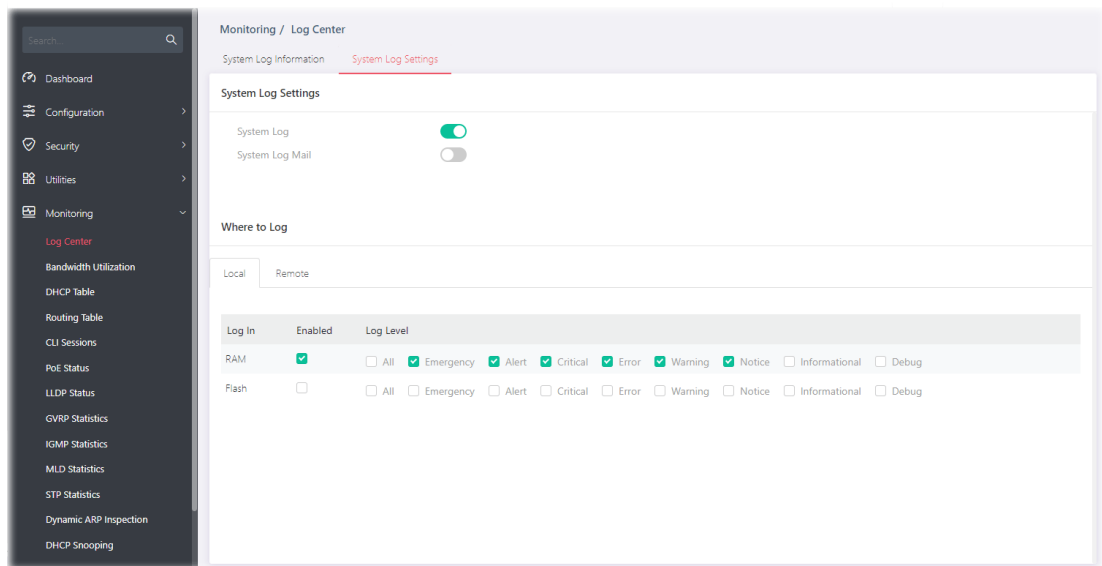 Search...
Dashboard
Configuration
Security
Utilities
Monitoring
Log Center
Bandwidth Utilization
DHCP Table
Routing Table
CLI Sessions
PoE Status
LLDP Status
GVRP Statistics
IGMP Statistics
MLD Statistics
STP Statistics
Dynamic ARP Inspection
DHCP Snooping
Monitoring / Log Center
System Log Information System Log Settings
System Log Settings
System Log
System Log Mail
Where to Log
Local Remote
Log In Enabled Log Level
RAM All Emergency Alert Critical Error Warning Notice Informational Debug
Flash All Emergency Alert Critical Error Warning Notice Informational Debug